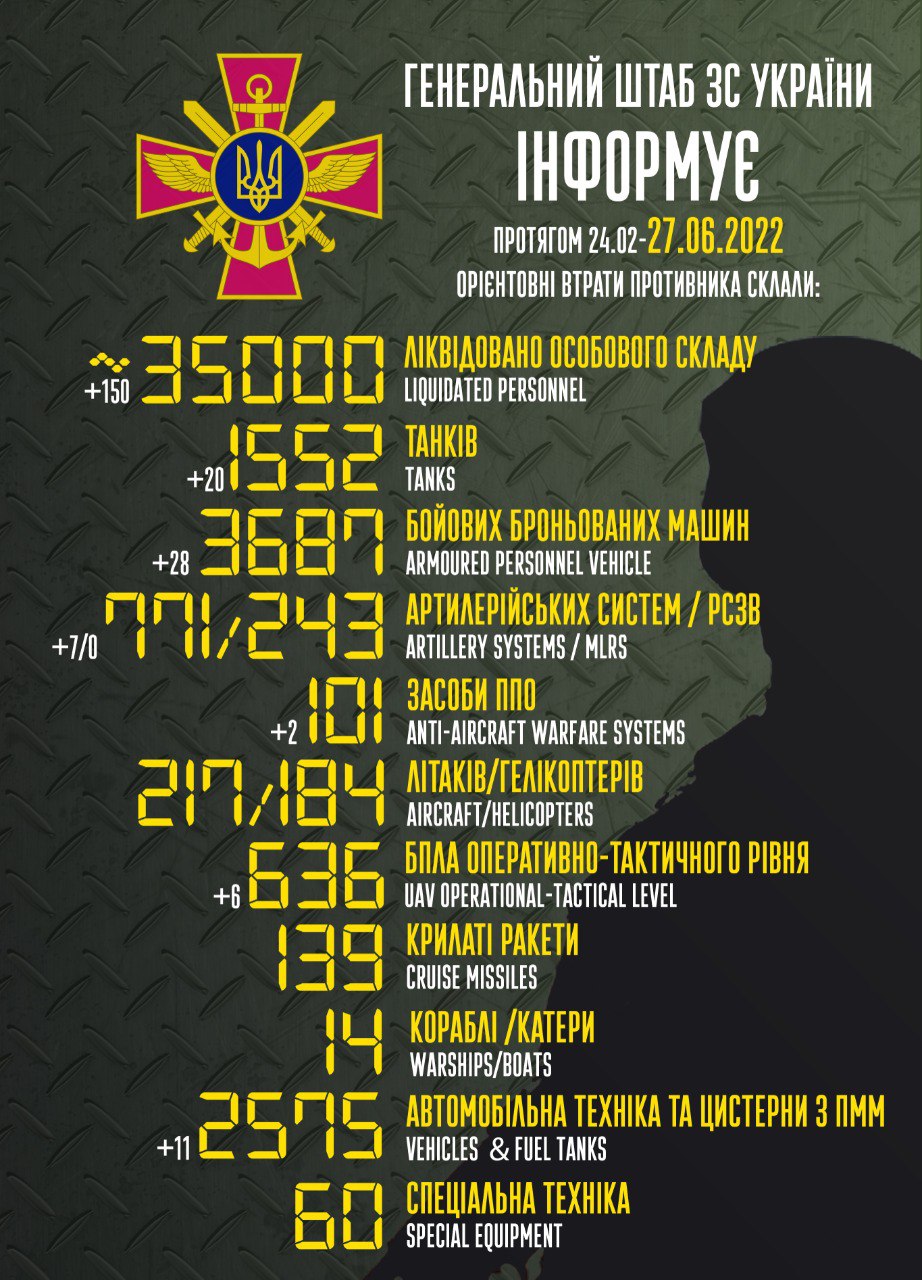 ГЕНЕРАЛЬНИЙ ШТАБ ЗС УКРАЇНИ
ІНФОРМУЄ
ПРОТЯГОМ 24.02-27.06.2022
ОРІЄНТОВНІ ВТРАТИ ПРОТИВНИКА СКЛАЛИ:
~35000 ЛІКВІДОВАНО ОСОБОВОГО СКЛАДУ
+150 LIQUIDATED PERSONNEL
1552 ТАНКІВ
+20 TANKS
3687 БОЙОВИХ БРОНЬОВАНИХ МАШИН
+28 ARMOURED PERSONNEL VEHICLE
771/243 АРТИЛЕРІЙСЬКИХ СИСТЕМ / РСЗВ
+7/0 ARTILLERY SYSTEMS / MLRS
101 ЗАСОБИ ППО
+2 ANTI-AIRCRAFT WARFARE SYSTEMS
217/184 ЛІТАКІВ/ГЕЛІКОПТЕРІВ
AIRCRAFT/HELICOPTERS
636 БПЛА ОПЕРАТИВНО-ТАКТИЧНОГО РІВНЯ
+6 UAV OPERATIONAL-TACTICAL LEVEL
139 КРИЛАТІ РАКЕТИ
CRUISE MISSILES
14 КОРАБЛІ /КАТЕРИ
WARSHIPS/BOATS
2575 АВТОМОБІЛЬНА ТЕХНІКА ТА ЦИСТЕРНИ З ПММ
+11 VEHICLES & FUEL TANKS
60 СПЕЦІАЛЬНА ТЕХНІКА
SPECIAL EQUIPMENT